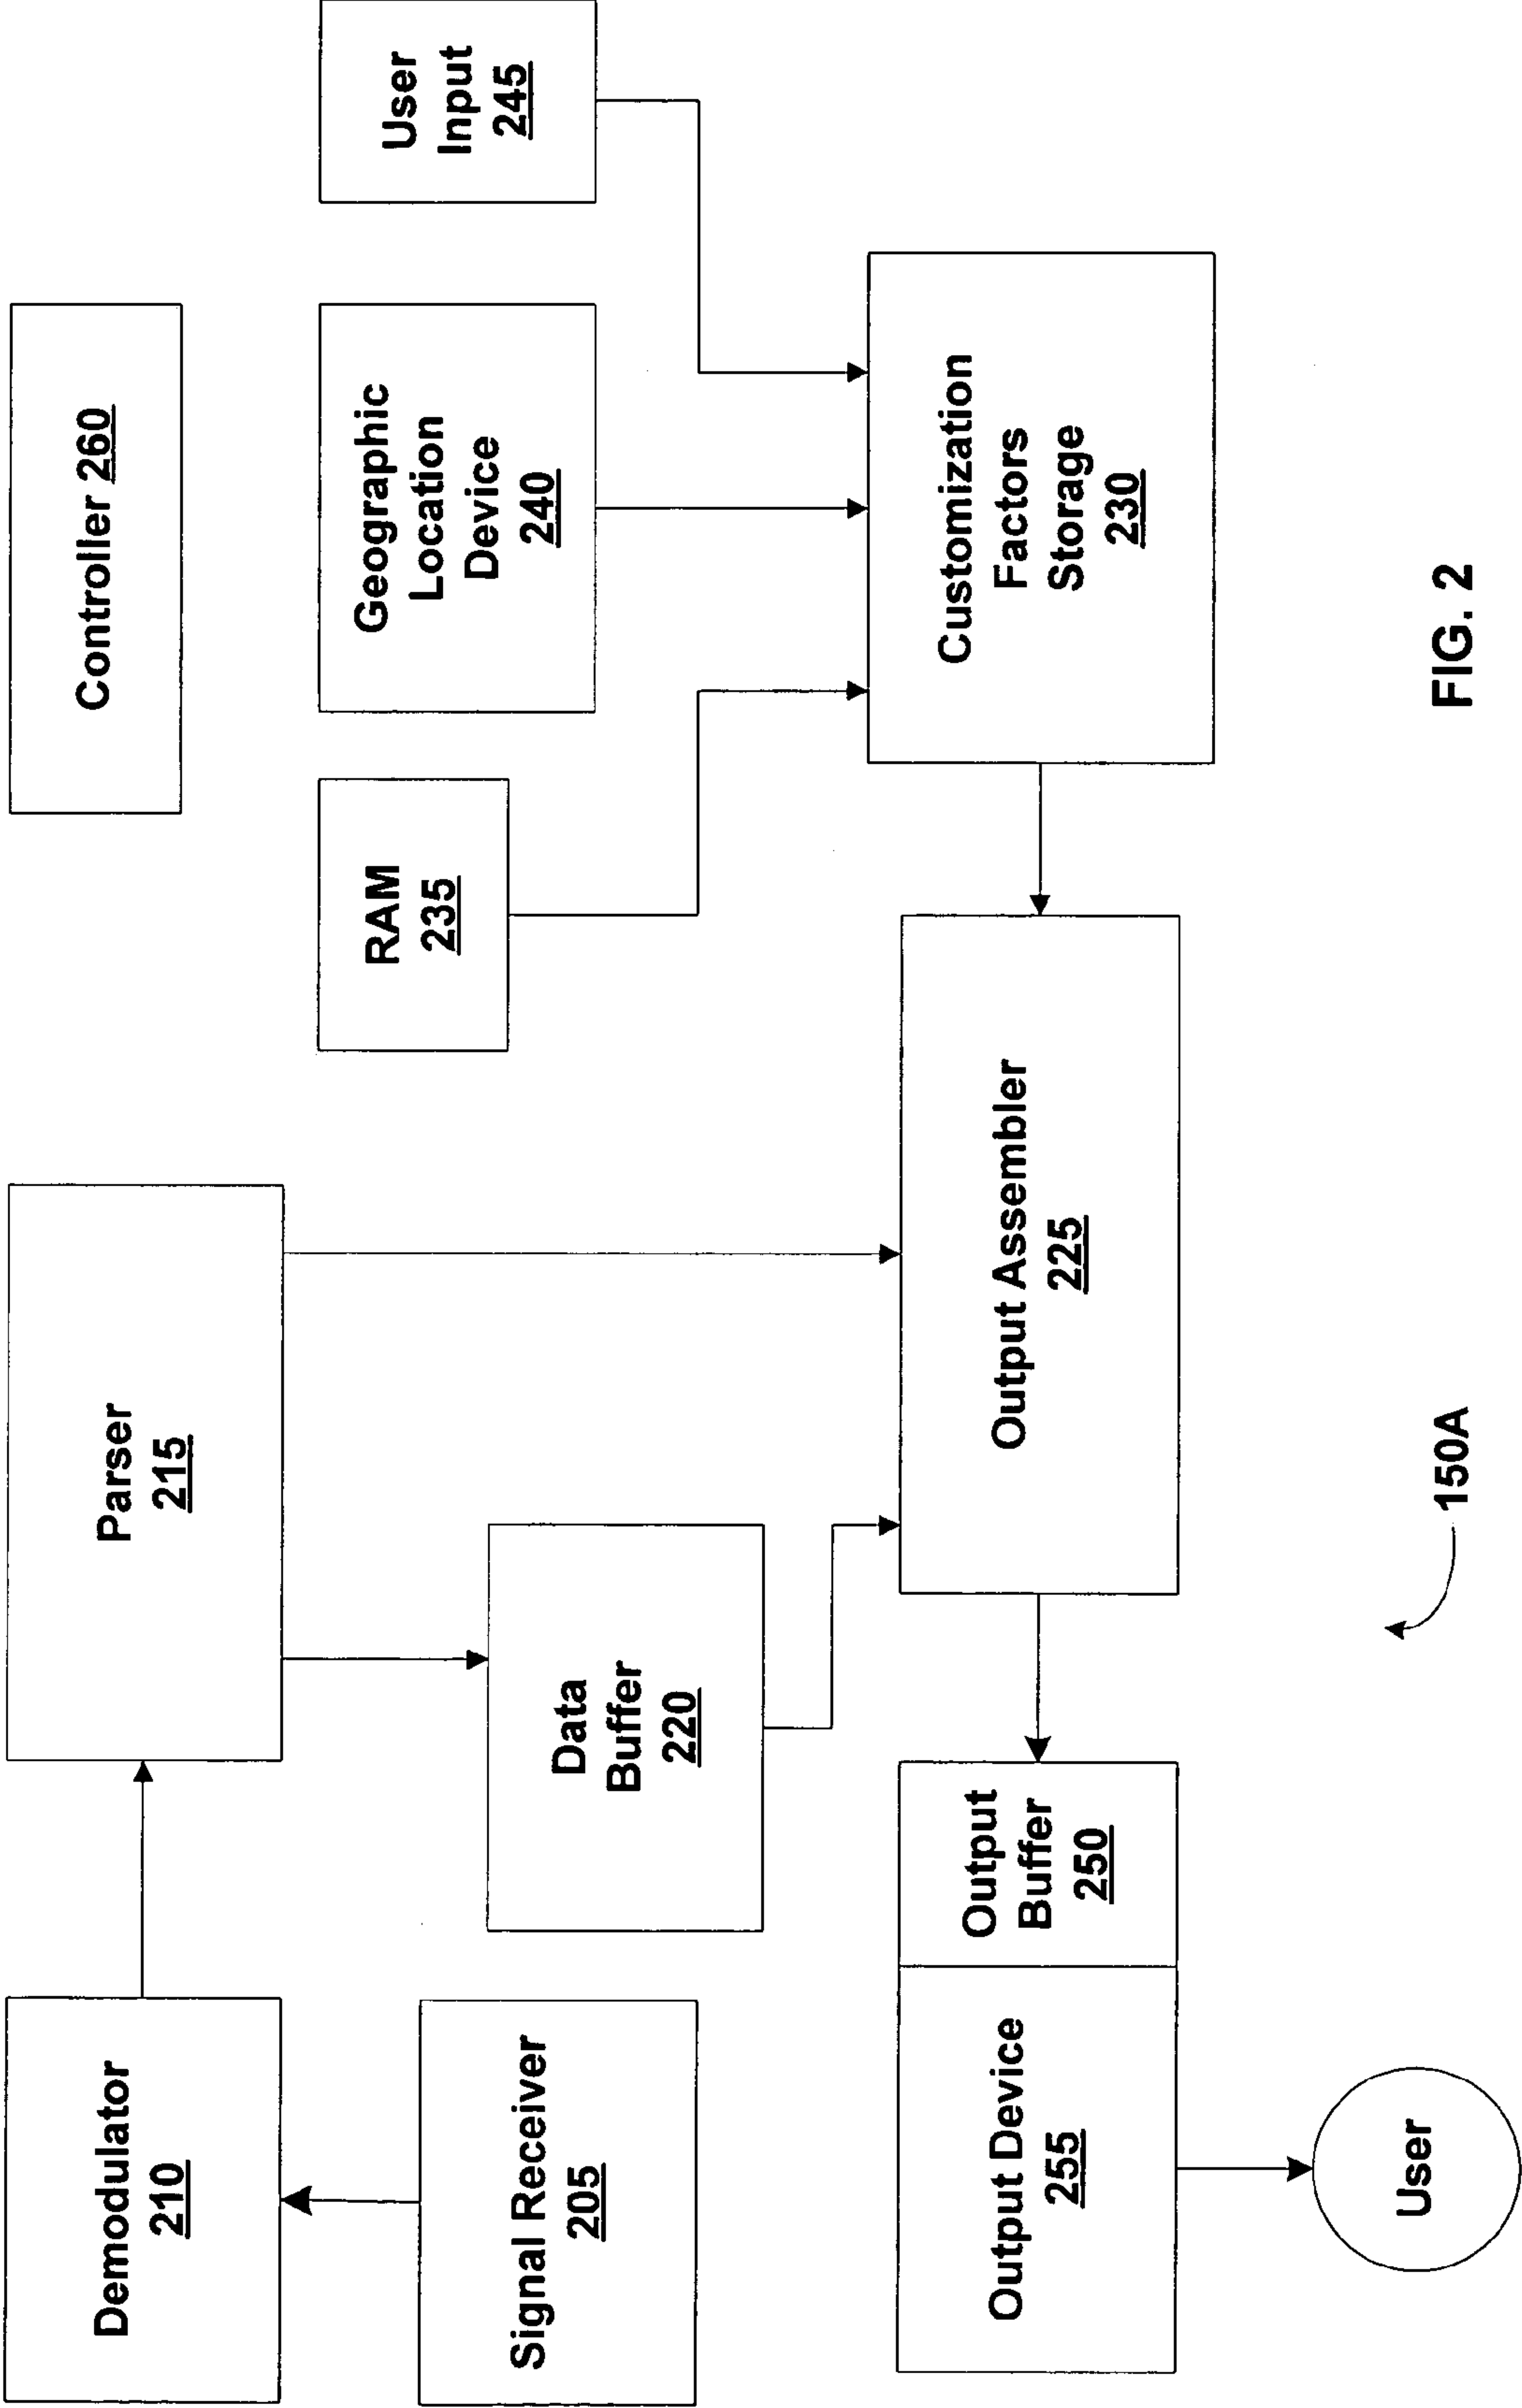 Demodulator
210
Parser
215
Controller 260
Signal Receiver
205
Data
Buffer
220
RAM
235
Geographic
Location
Device
240
User
Input
245
Output Device
255
Output
Buffer
250
Output Assembler
225
Customization
Factors
Storage
230
User
150A
FIG. 2